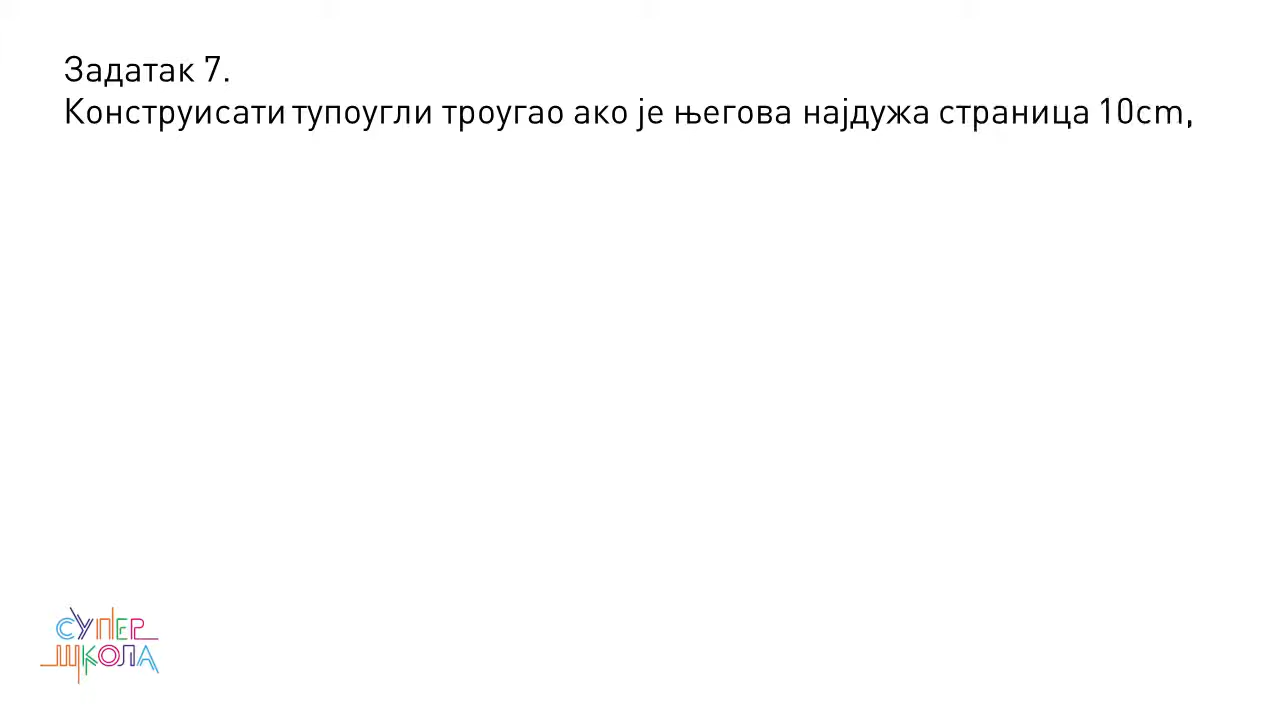 Задатак 7.
Конструисати тупоугли троугао ако је његова најдужа страница 10cm,
СУПЕР
ШКОЛА